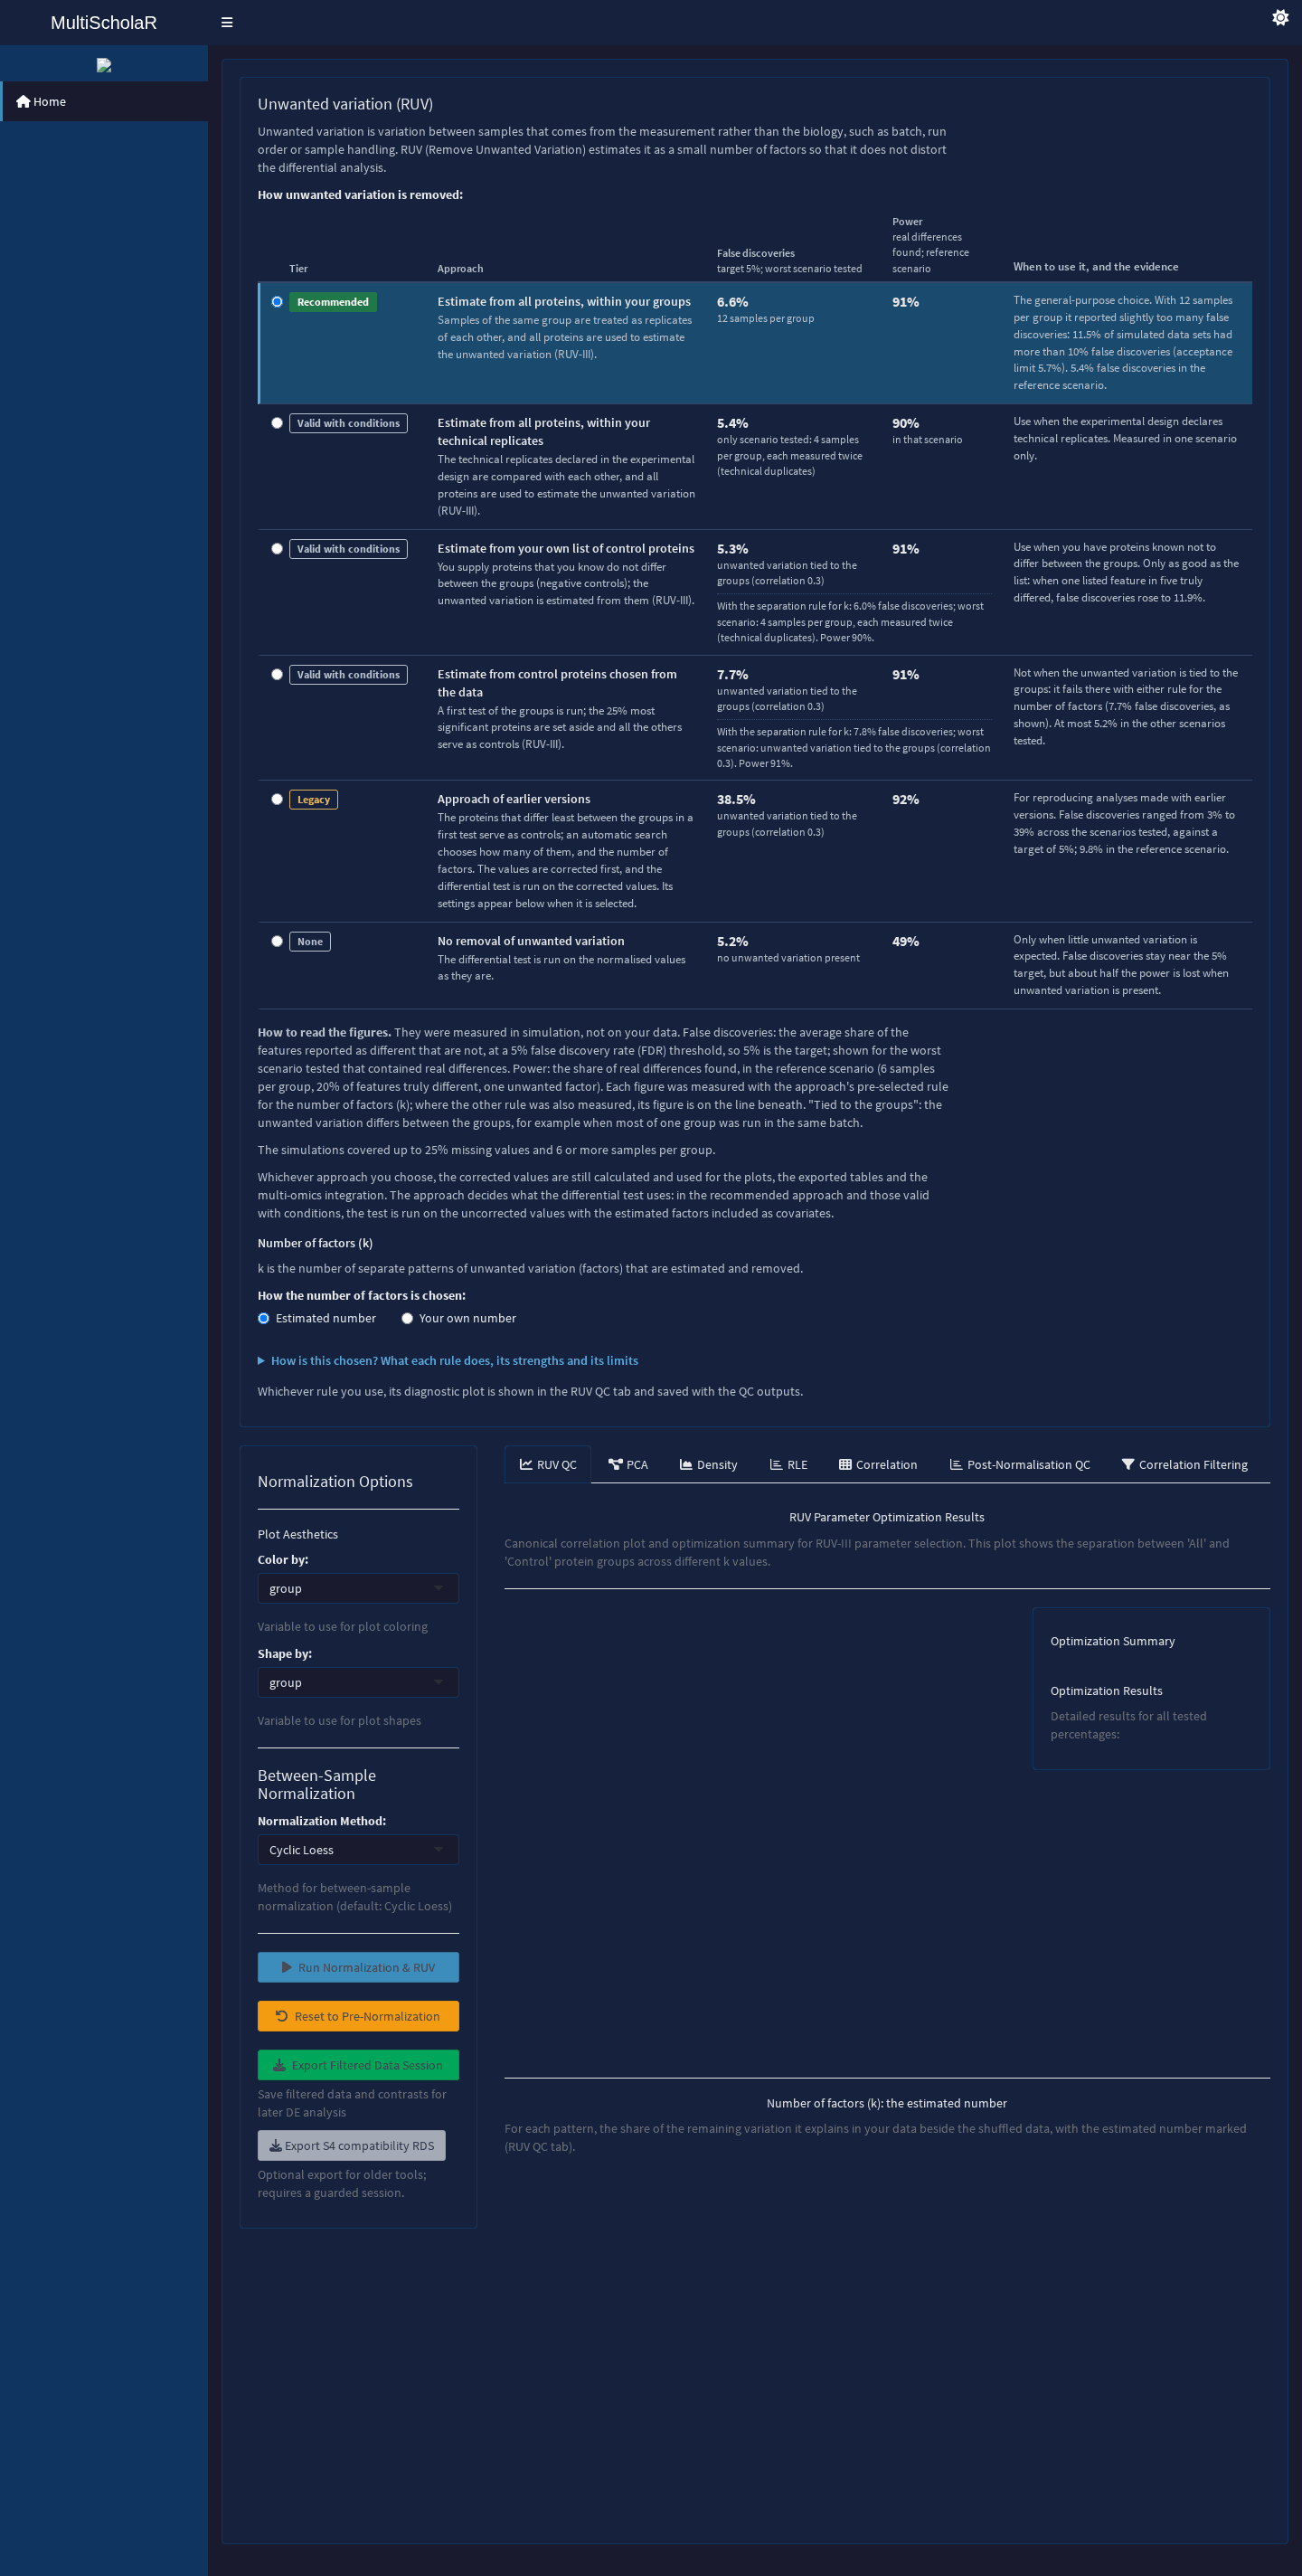 MultiScholaR
Home
Unwanted variation (RUV)
Unwanted variation is variation between samples that comes from the measurement rather than the biology, such as batch, run
order or sample handling. RUV (Remove Unwanted Variation) estimates it as a small number of factors so that it does not distort
the differential analysis.
How unwanted variation is removed:
Tier
Approach
False discoveries
target 5%; worst scenario tested
Power
real differences
found; reference
scenario
When to use it, and the evidence
Recommended
Estimate from all proteins, within your groups
Samples of the same group are treated as replicates
of each other, and all proteins are used to estimate
the unwanted variation (RUV-III).
6.6%
12 samples per group
91%
The general-purpose choice. With 12 samples
per group it reported slightly too many false
discoveries: 11.5% of simulated data sets had
more than 10% false discoveries (acceptance
limit 5.7%). 5.4% false discoveries in the
reference scenario.
Valid with conditions
Estimate from all proteins, within your
technical replicates
The technical replicates declared in the experimental
design are compared with each other, and all
proteins are used to estimate the unwanted variation
(RUV-III).
5.4%
only scenario tested: 4 samples
per group, each measured twice
(technical duplicates)
90%
in that scenario
Use when the experimental design declares
technical replicates. Measured in one scenario
only.
Valid with conditions
Estimate from your own list of control proteins
You supply proteins that you know do not differ
between the groups (negative controls); the
unwanted variation is estimated from them (RUV-III).
5.3%
unwanted variation tied to the
groups (correlation 0.3)
91%
With the separation rule for k: 6.0% false discoveries; worst
scenario: 4 samples per group, each measured twice
(technical duplicates). Power 90%.
Use when you have proteins known not to
differ between the groups. Only as good as the
list: when one listed feature in five truly
differed, false discoveries rose to 11.9%.
Valid with conditions
Estimate from control proteins chosen from
the data
A first test of the groups is run; the 25% most
significant proteins are set aside and all the others
serve as controls (RUV-III).
7.7%
unwanted variation tied to the
groups (correlation 0.3)
91%
With the separation rule for k: 7.8% false discoveries; worst
scenario: unwanted variation tied to the groups (correlation
0.3). Power 91%.
Not when the unwanted variation is tied to the
groups: it fails there with either rule for the
number of factors (7.7% false discoveries, as
shown). At most 5.2% in the other scenarios
tested.
Legacy
Approach of earlier versions
The proteins that differ least between the groups in a
first test serve as controls; an automatic search
chooses how many of them, and the number of
factors. The values are corrected first, and the
differential test is run on the corrected values. Its
settings appear below when it is selected.
38.5%
unwanted variation tied to the
groups (correlation 0.3)
92%
For reproducing analyses made with earlier
versions. False discoveries ranged from 3% to
39% across the scenarios tested, against a
target of 5%; 9.8% in the reference scenario.
None
No removal of unwanted variation
The differential test is run on the normalised values
as they are.
5.2%
no unwanted variation present
49%
Only when little unwanted variation is
expected. False discoveries stay near the 5%
target, but about half the power is lost when
unwanted variation is present.
How to read the figures. They were measured in simulation, not on your data. False discoveries: the average share of the
features reported as different that are not, at a 5% false discovery rate (FDR) threshold, so 5% is the target; shown for the worst
scenario tested that contained real differences. Power: the share of real differences found, in the reference scenario (6 samples
per group, 20% of features truly different, one unwanted factor). Each figure was measured with the approach's pre-selected rule
for the number of factors (k); where the other rule was also measured, its figure is on the line beneath. "Tied to the groups": the
unwanted variation differs between the groups, for example when most of one group was run in the same batch.
The simulations covered up to 25% missing values and 6 or more samples per group.
Whichever approach you choose, the corrected values are still calculated and used for the plots, the exported tables and the
multi-omics integration. The approach decides what the differential test uses: in the recommended approach and those valid
with conditions, the test is run on the uncorrected values with the estimated factors included as covariates.
Number of factors (k)
k is the number of separate patterns of unwanted variation (factors) that are estimated and removed.
How the number of factors is chosen:
Estimated number
Your own number
How is this chosen? What each rule does, its strengths and its limits
Whichever rule you use, its diagnostic plot is shown in the RUV QC tab and saved with the QC outputs.
Normalization Options
Plot Aesthetics
Color by:
group
Variable to use for plot coloring
Shape by:
group
Variable to use for plot shapes
Between-Sample
Normalization
Normalization Method:
Cyclic Loess
Method for between-sample
normalization (default: Cyclic Loess)
Run Normalization & RUV
Reset to Pre-Normalization
Export Filtered Data Session
Save filtered data and contrasts for
later DE analysis
Export S4 compatibility RDS
Optional export for older tools;
requires a guarded session.
RUV QC
PCA
Density
RLE
Correlation
Post-Normalisation QC
Correlation Filtering
RUV Parameter Optimization Results
Canonical correlation plot and optimization summary for RUV-III parameter selection. This plot shows the separation between 'All' and
'Control' protein groups across different k values.
Optimization Summary
Optimization Results
Detailed results for all tested
percentages:
Number of factors (k): the estimated number
For each pattern, the share of the remaining variation it explains in your data beside the shuffled data, with the estimated number marked
(RUV QC tab).